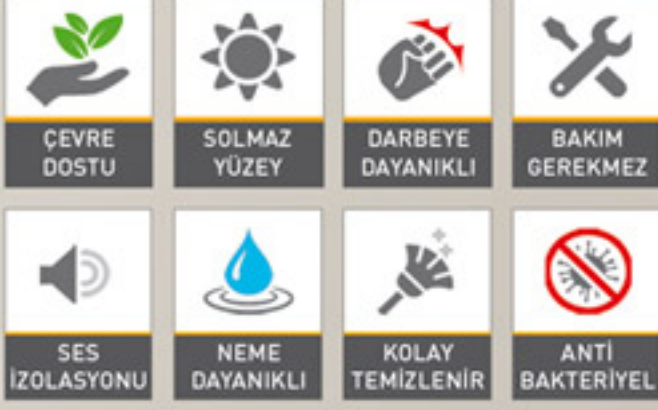 ÇEVRE
DOSTU
SOLMAZ
YÜZEY
DARBEYE
DAYANIKLI
BAKIM
GEREKMEZ
SES
İZOLASYONU
NEME
DAYANIKLI
KOLAY
TEMİZLENİR
ANTİ
BAKTERİYEL